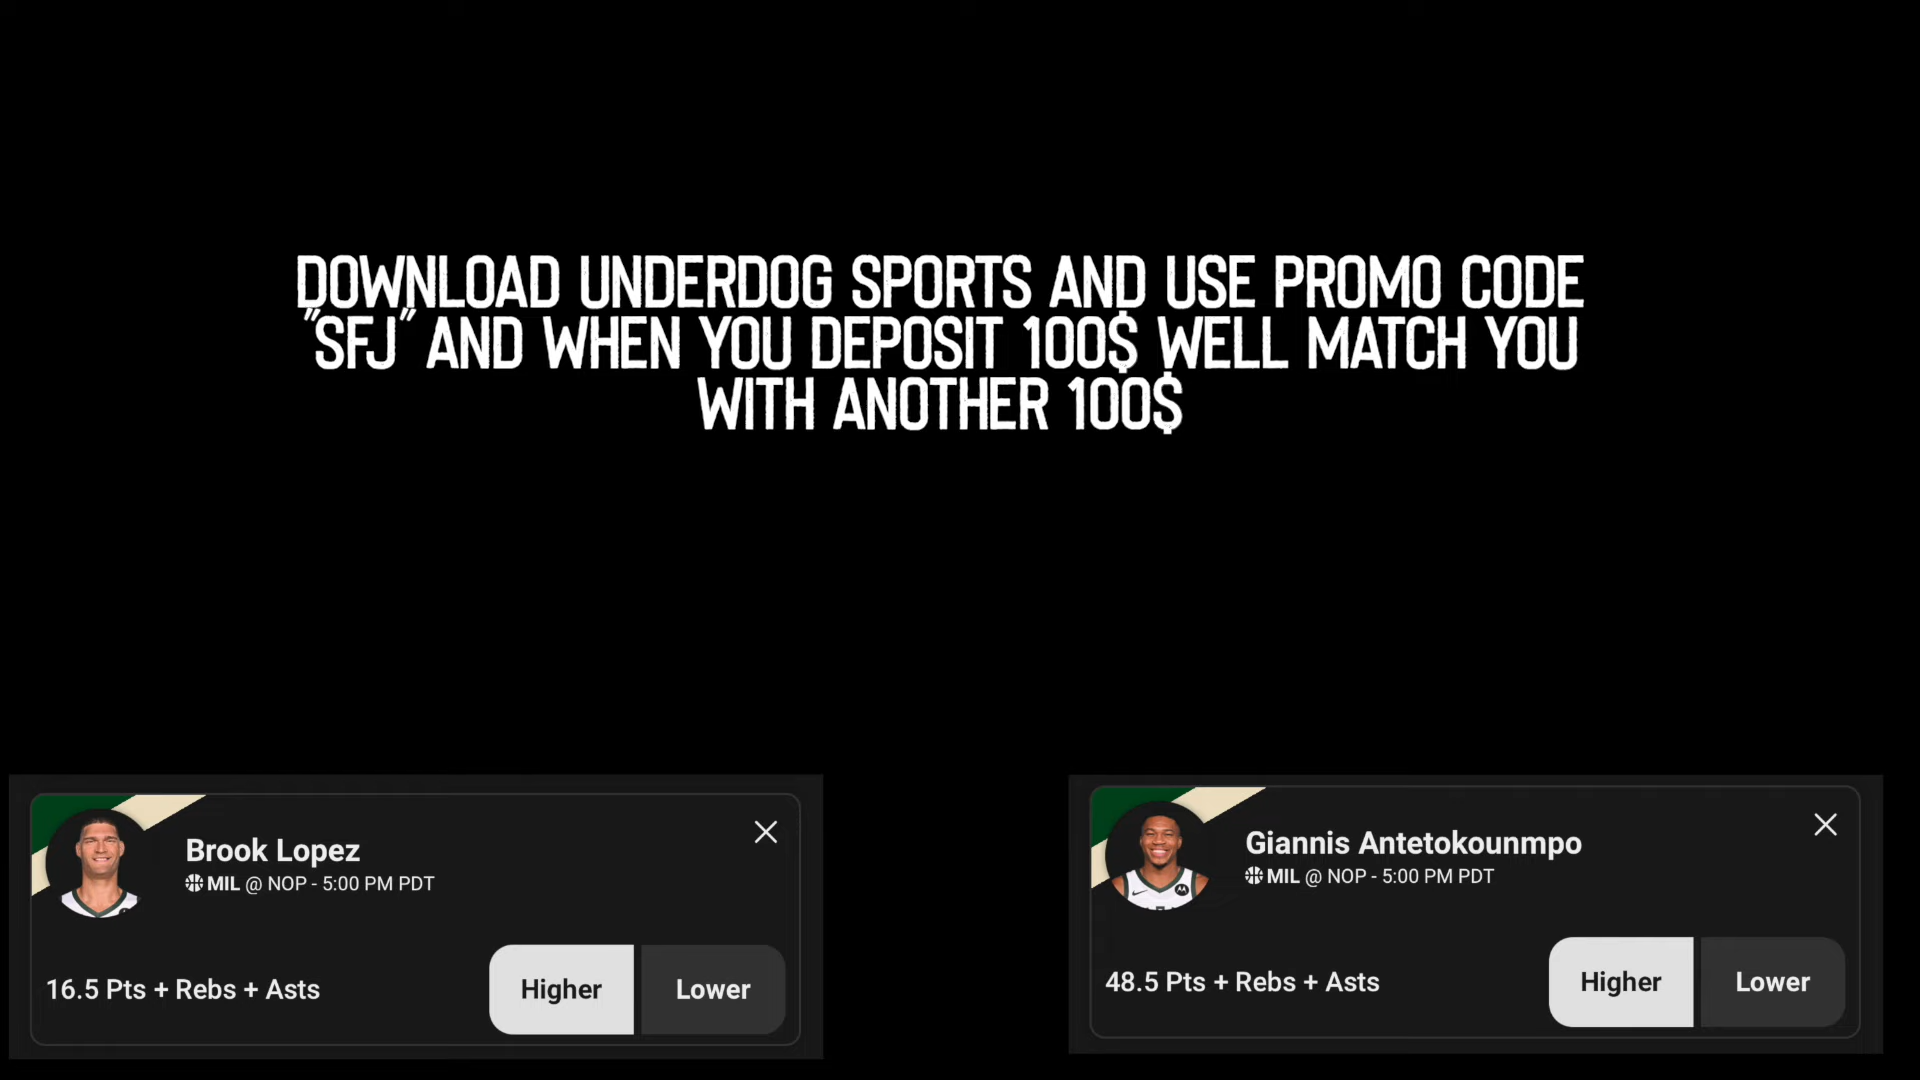 DOWNLOAD UNDERDOG SPORTS AND USE PROMO CODE
"SFJ" AND WHEN YOU DEPOSIT 100$ WELL MATCH YOU
WITH ANOTHER 100$
Brook Lopez
MIL @ NOP - 5:00 PM PDT
16.5 Pts + Rebs + Asts
Higher
Lower
Giannis Antetokounmpo
MIL @ NOP - 5:00 PM PDT
48.5 Pts + Rebs + Asts
Higher
Lower